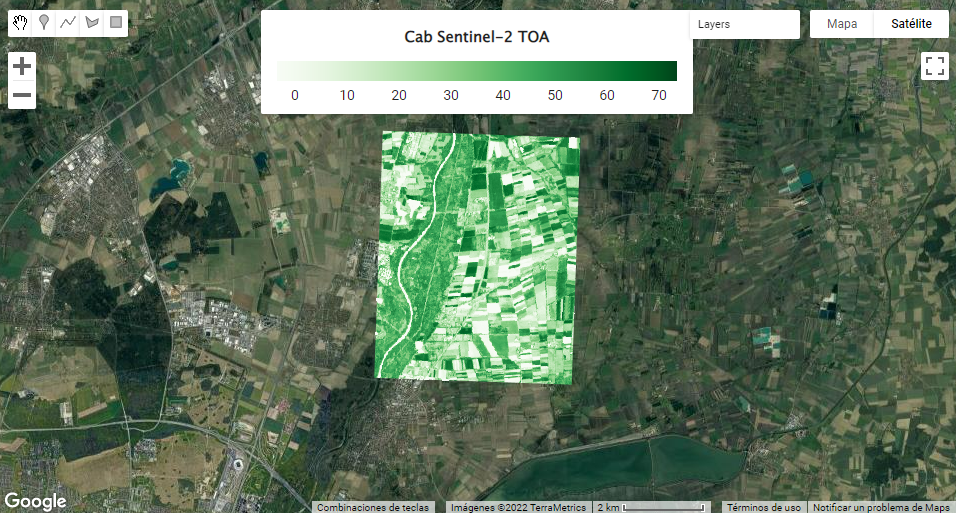 Cab Sentinel-2 TOA
0 10 20 30 40 50 60 70
Layers
Mapa Satélite
Google
Combinaciones de teclas
Imágenes ©2022 TerraMetrics
2 km
Términos de uso
Notificar un problema de Maps